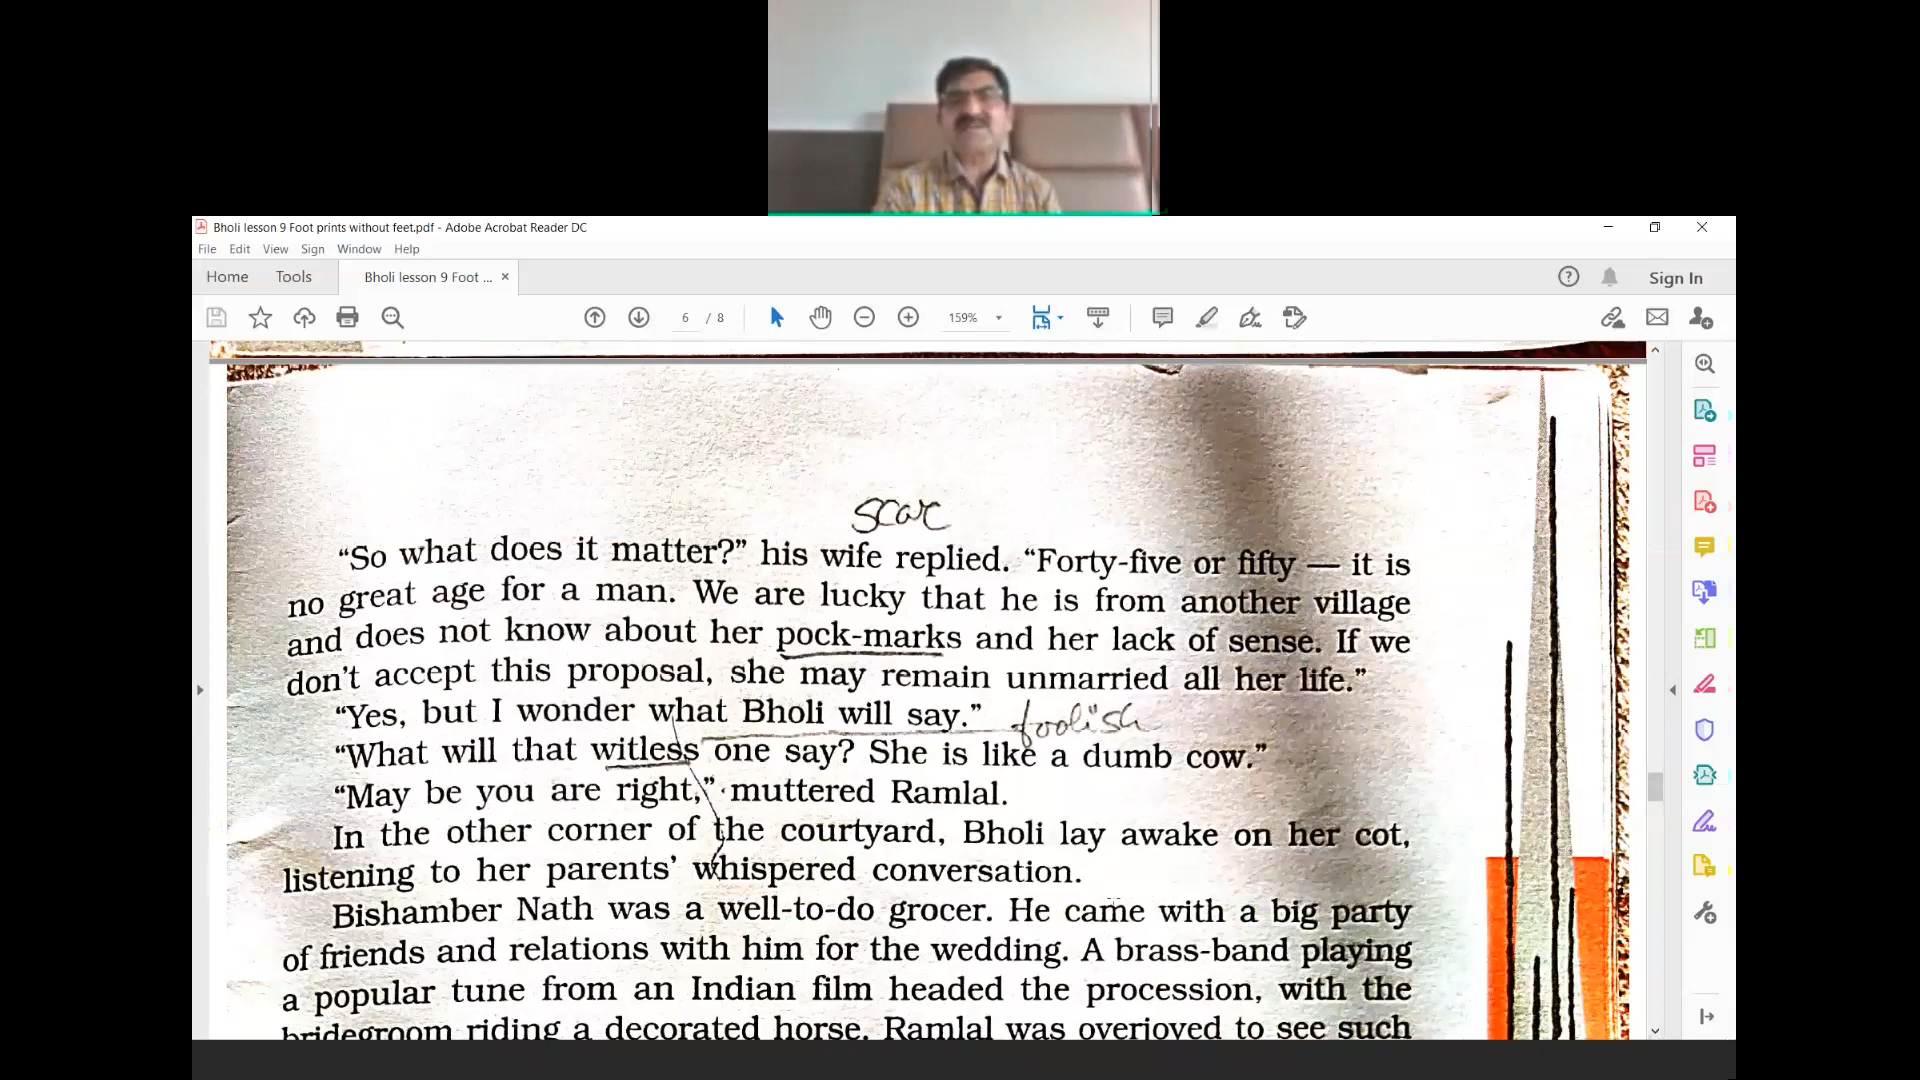 Bholi lesson 9 Foot prints without feet.pdf - Adobe Acrobat Reader DC
File Edit View Sign Window Help
Home Tools Bholi lesson 9 Foot ... × Sign In
6 / 8 159%
scar
“So what does it matter?” his wife replied. “Forty-five or fifty — it is
no great age for a man. We are lucky that he is from another village
and does not know about her pock-marks and her lack of sense. If we
don't accept this proposal, she may remain unmarried all her life.”
“Yes, but I wonder what Bholi will say.”
foolish
“What will that witless one say? She is like a dumb cow.”
“May be you are right,” muttered Ramlal.
In the other corner of the courtyard, Bholi lay awake on her cot,
listening to her parents' whispered conversation.
Bishamber Nath was a well-to-do grocer. He came with a big party
of friends and relations with him for the wedding. A brass-band playing
a popular tune from an Indian film headed the procession, with the
bridegroom riding a decorated horse. Ramlal was overjoyed to see such